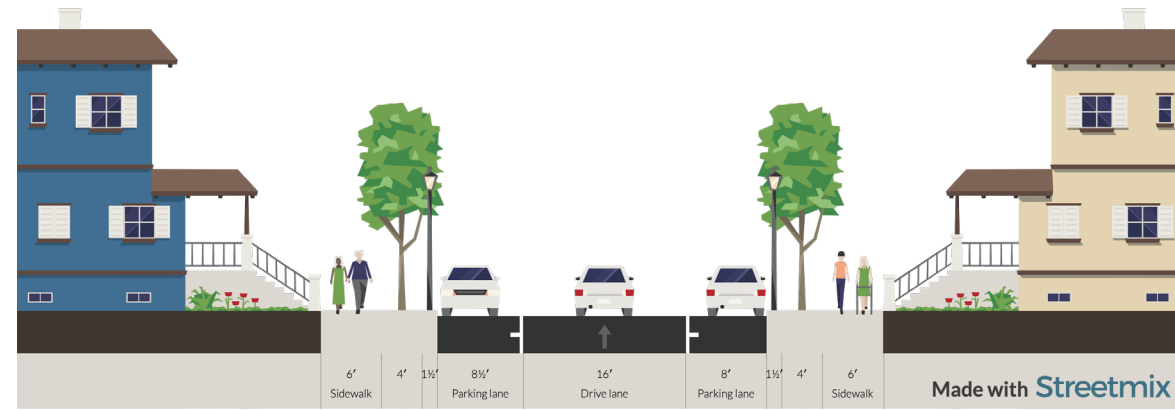 6′ 4′ 1½′ 8½′ 16′ 8′ 1½′ 4′ 6′
Sidewalk Parking lane Drive lane Parking lane Sidewalk
Made with Streetmix